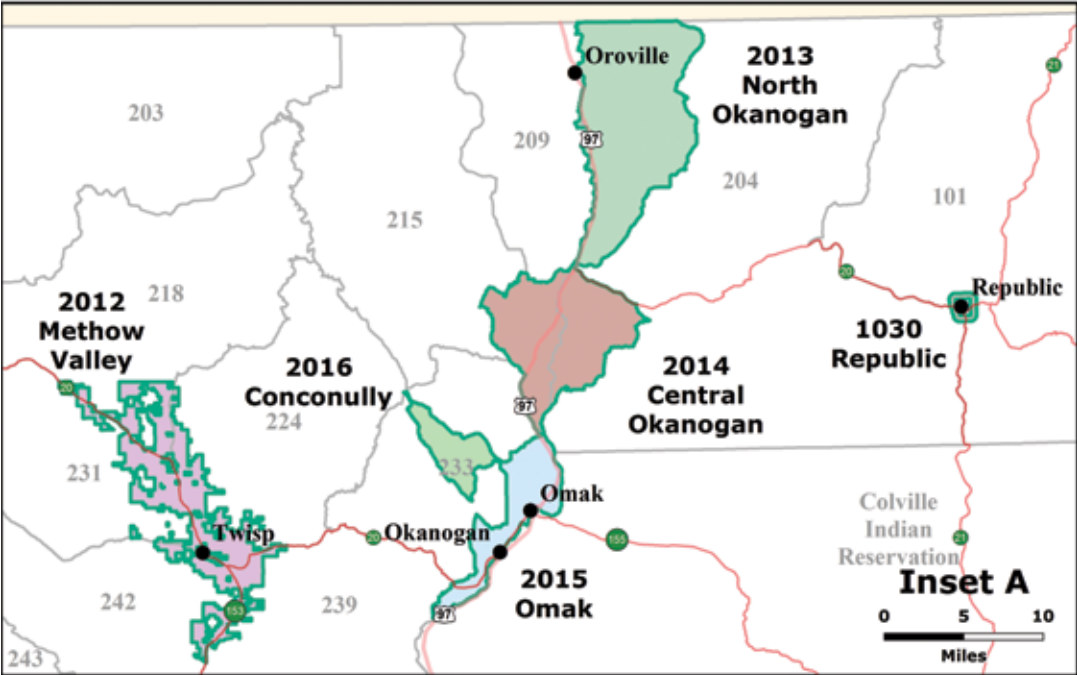 Oroville
2013
North
Okanogan
21
203
97
209
204
101
215
20
Republic
218
2012
Methow
Valley
1030
Republic
2016
Conconully
2014
Central
Okanogan
20
97
224
231
233
Omak
Colville
Indian
Reservation
Twisp
20
Okanogan
155
21
2015
Omak
Inset A
242
153
239
97
0 5 10
Miles
243